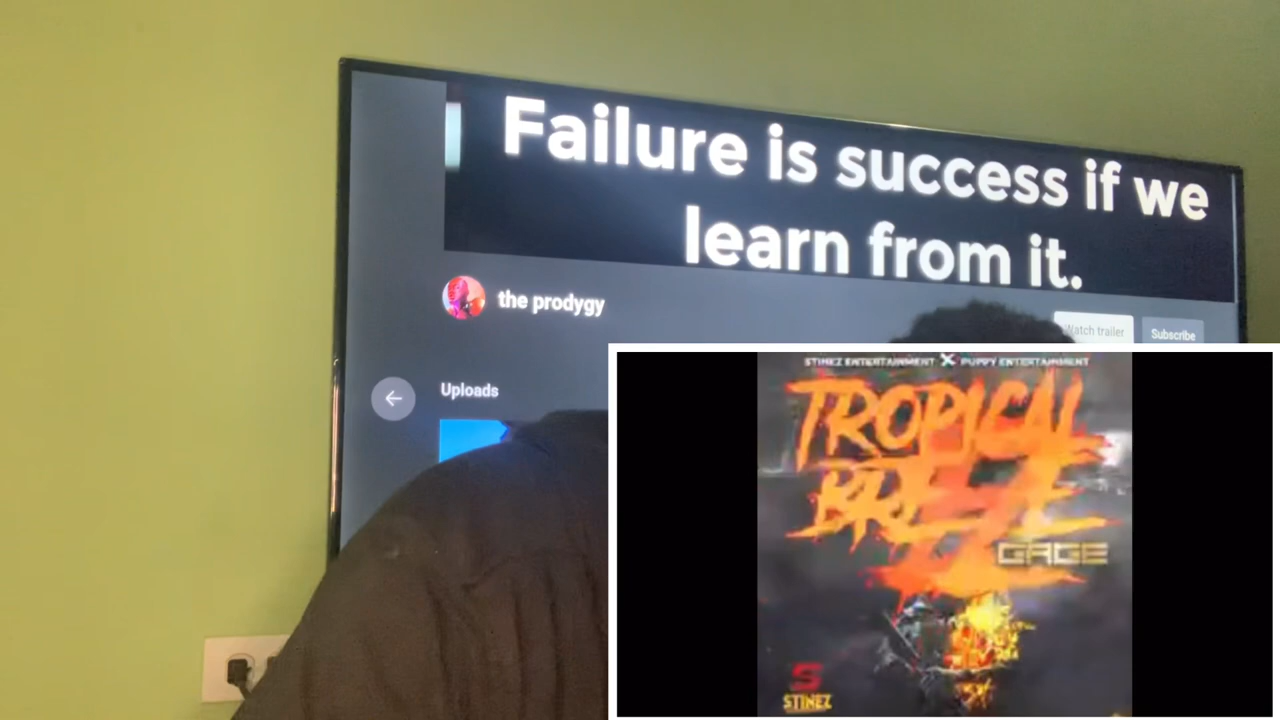 Failure is success if we
learn from it.
the prodygy
Watch trailer
Subscribe
Uploads
STINEZ ENTERTAINMENT X PUPPY ENTERTAINMENT
TROPICAL
BREEZE
GAGE
S
STINEZ